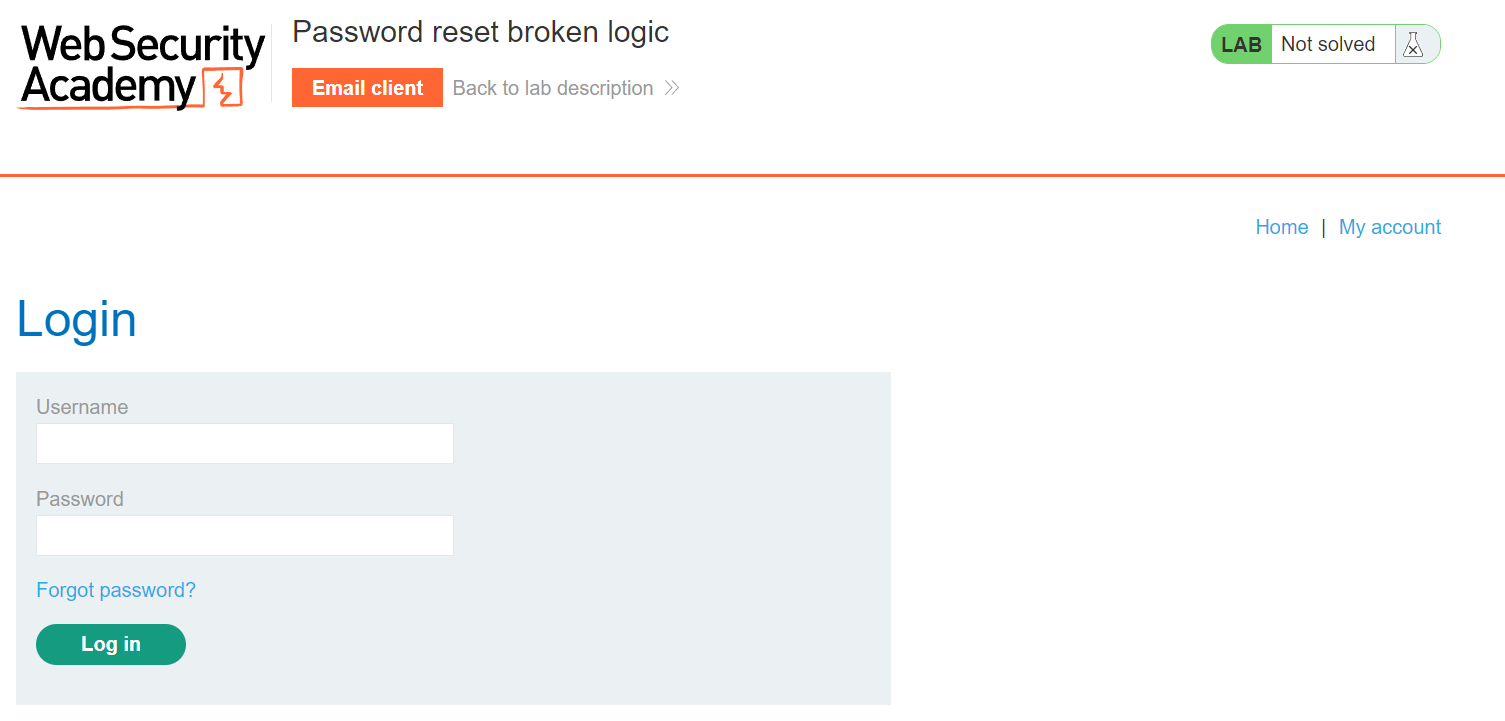 Web Security
Academy
Password reset broken logic
Email client Back to lab description
LAB Not solved
Home | My account
Login
Username
Password
Forgot password?
Log in